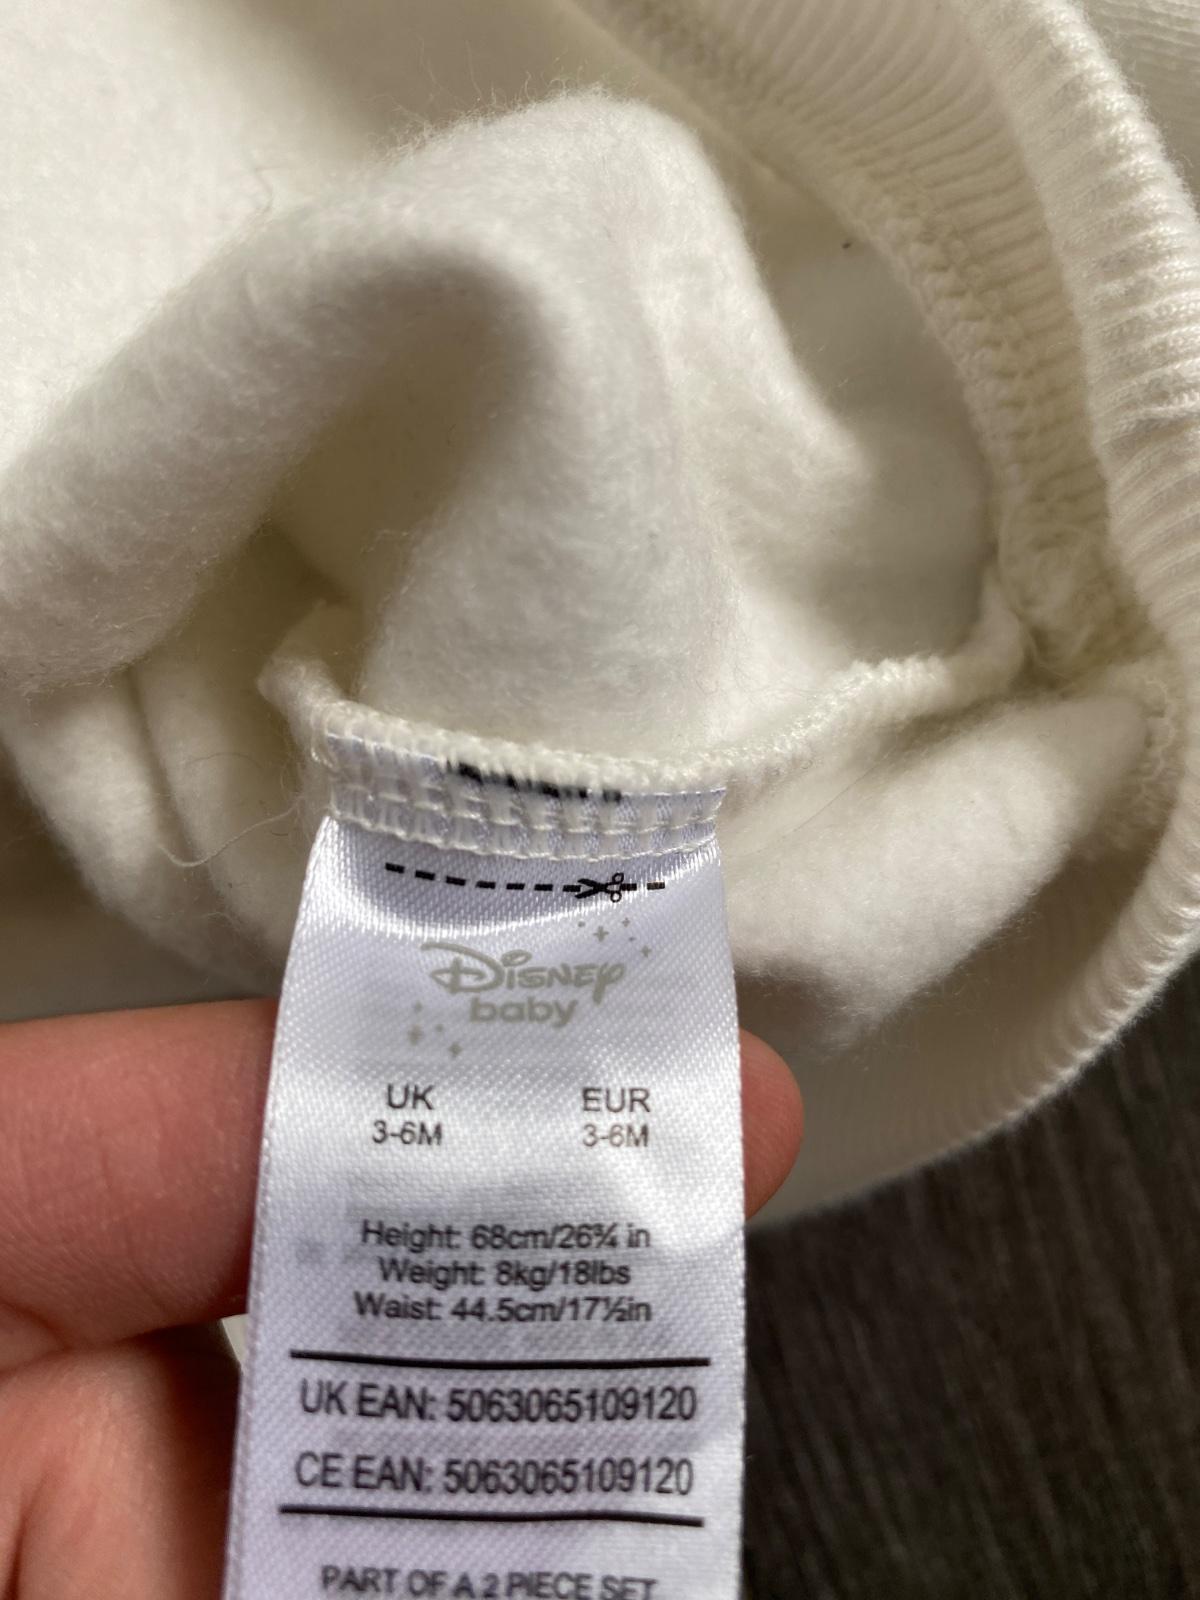 Disney
baby
UK EUR
3-6M 3-6M
Height: 68cm/26¾ in
Weight: 8kg/18lbs
Waist: 44.5cm/17½in
UK EAN: 5063065109120
CE EAN: 5063065109120
PART OF A 2 PIECE SET